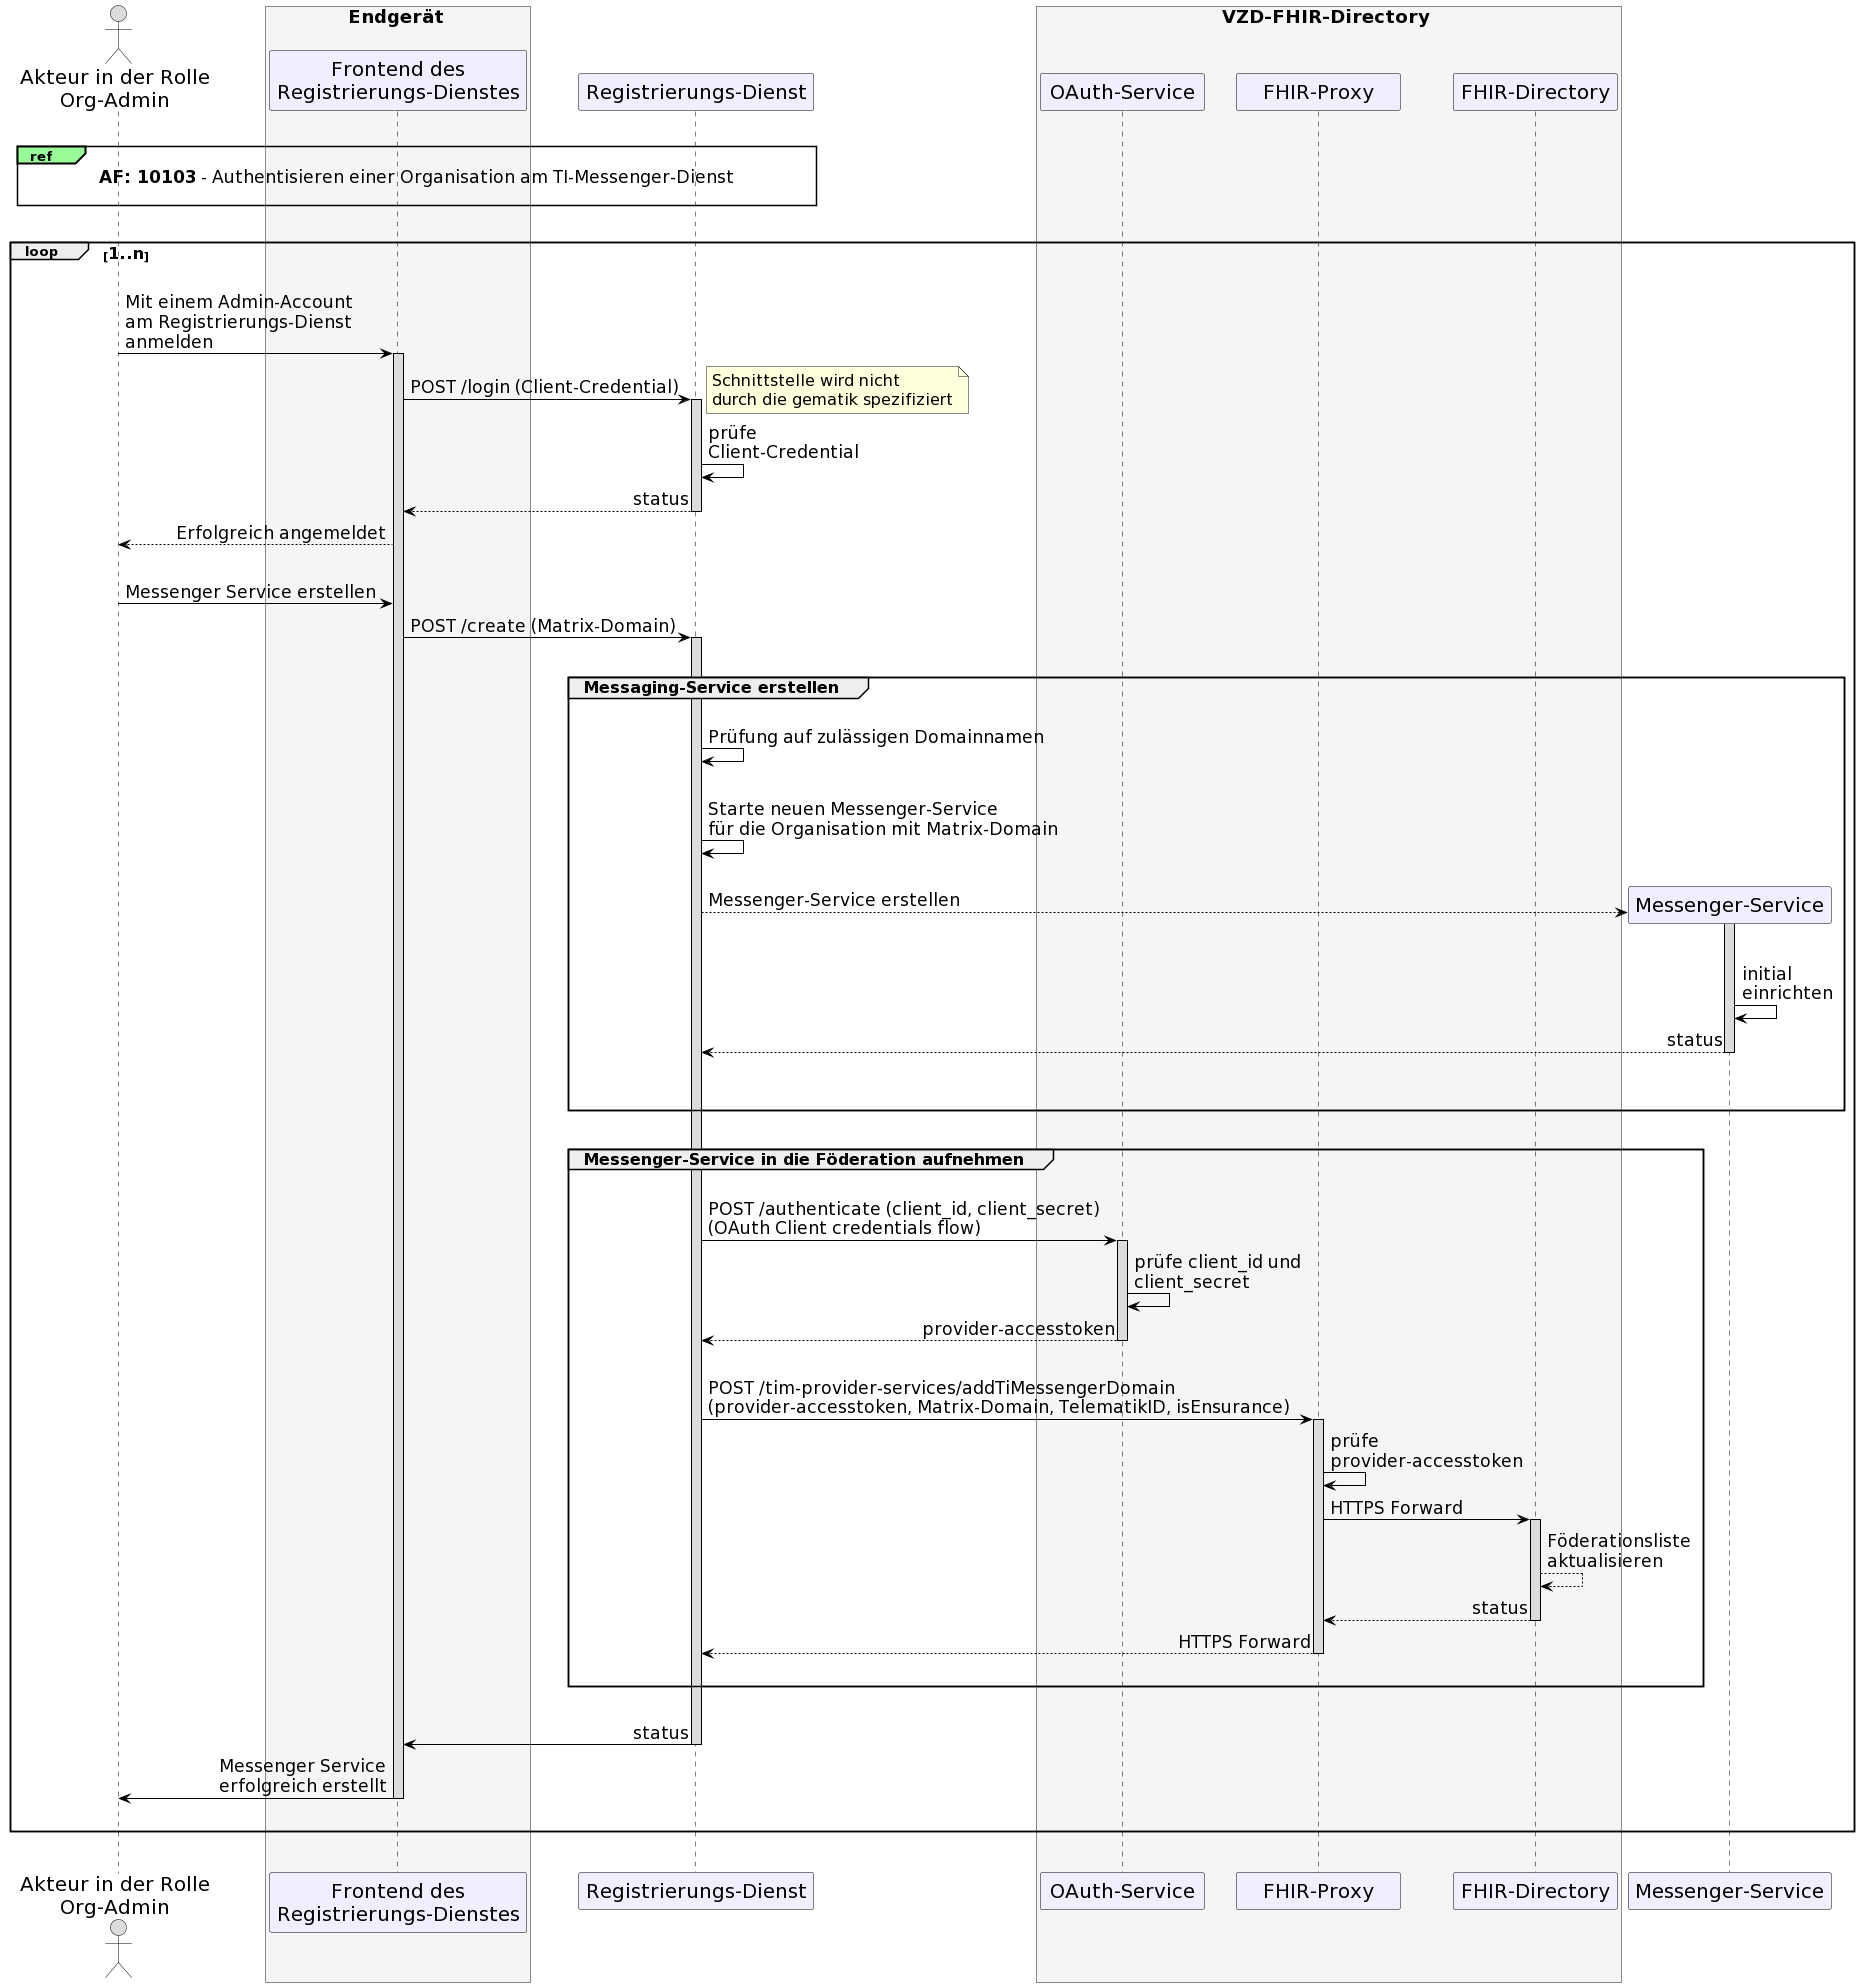 Endgerät
VZD-FHIR-Directory
Akteur in der Rolle
Org-Admin
Frontend des
Registrierungs-Dienstes
Registrierungs-Dienst
OAuth-Service
FHIR-Proxy
FHIR-Directory
ref
AF: 10103 - Authentisieren einer Organisation am TI-Messenger-Dienst
loop
[1..n]
Mit einem Admin-Account
am Registrierungs-Dienst
anmelden
POST /login (Client-Credential)
Schnittstelle wird nicht
durch die gematik spezifiziert
prüfe
Client-Credential
status
Erfolgreich angemeldet
Messenger Service erstellen
POST /create (Matrix-Domain)
Messaging-Service erstellen
Prüfung auf zulässigen Domainnamen
Starte neuen Messenger-Service
für die Organisation mit Matrix-Domain
Messenger-Service erstellen
Messenger-Service
initial
einrichten
status
Messenger-Service in die Föderation aufnehmen
POST /authenticate (client_id, client_secret)
(OAuth Client credentials flow)
prüfe client_id und
client_secret
provider-accesstoken
POST /tim-provider-services/addTiMessengerDomain
(provider-accesstoken, Matrix-Domain, TelematikID, isEnsurance)
prüfe
provider-accesstoken
HTTPS Forward
Föderationsliste
aktualisieren
status
HTTPS Forward
status
Messenger Service
erfolgreich erstellt
Akteur in der Rolle
Org-Admin
Frontend des
Registrierungs-Dienstes
Registrierungs-Dienst
OAuth-Service
FHIR-Proxy
FHIR-Directory
Messenger-Service